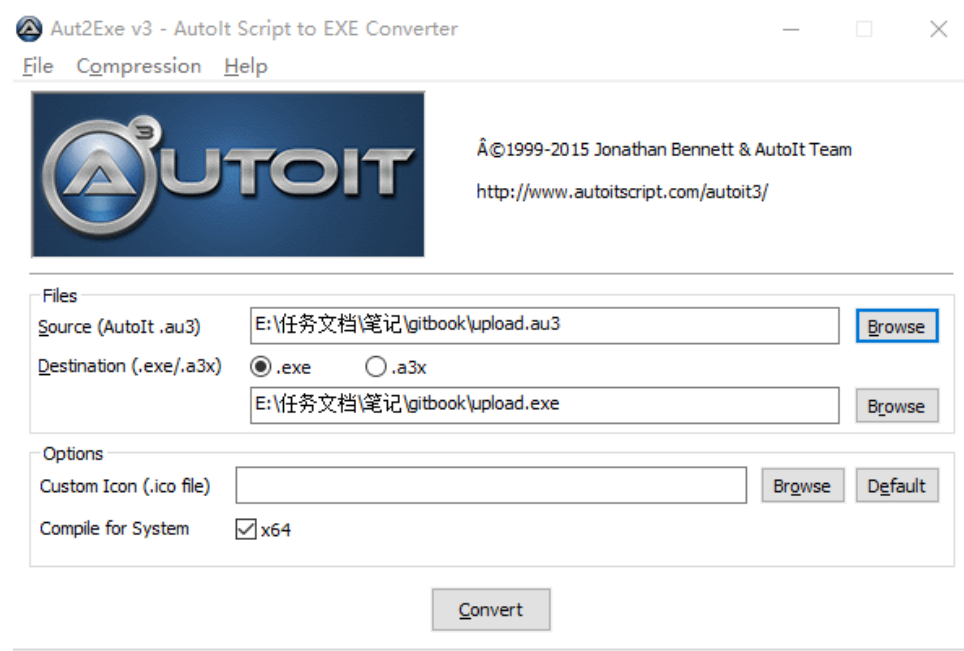 Aut2Exe v3 - AutoIt Script to EXE Converter
File Compression Help
AUTOIT 3
Â©1999-2015 Jonathan Bennett & AutoIt Team
http://www.autoitscript.com/autoit3/
Files
Source (AutoIt .au3) E:\任务文档\笔记\gitbook\upload.au3 Browse
Destination (.exe/.a3x) .exe .a3x
E:\任务文档\笔记\gitbook\upload.exe Browse
Options
Custom Icon (.ico file) Browse Default
Compile for System x64
Convert